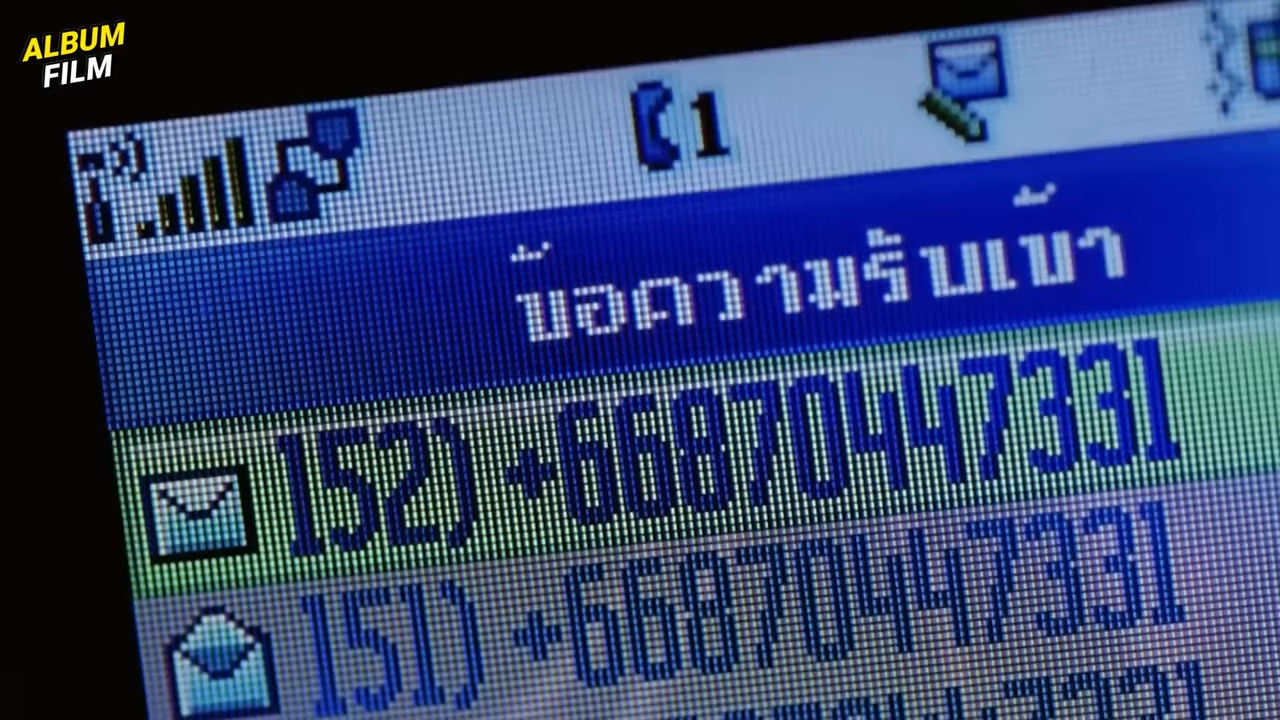 ALBUM
FILM
1
ข้อความรับเข้า
152) +66870447331
151) +66870447331